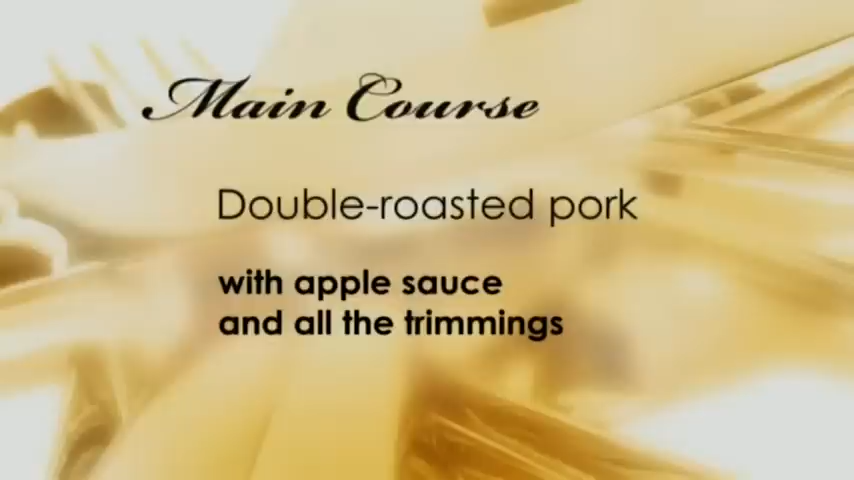 Main Course
Double-roasted pork
with apple sauce
and all the trimmings